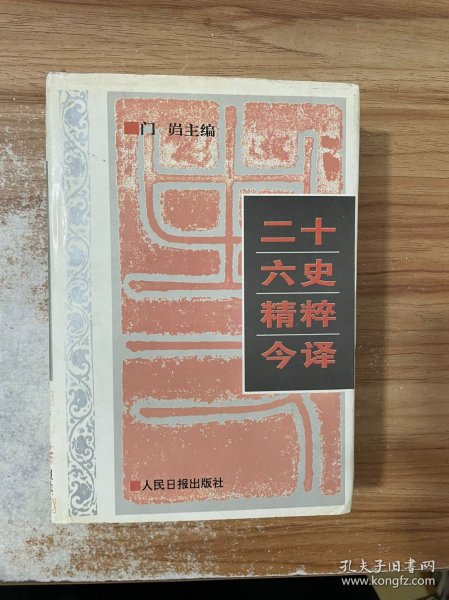 门岿主编
二十
六史
精粹
今译
人民日报出版社
孔夫子旧书网
www.kongfz.com